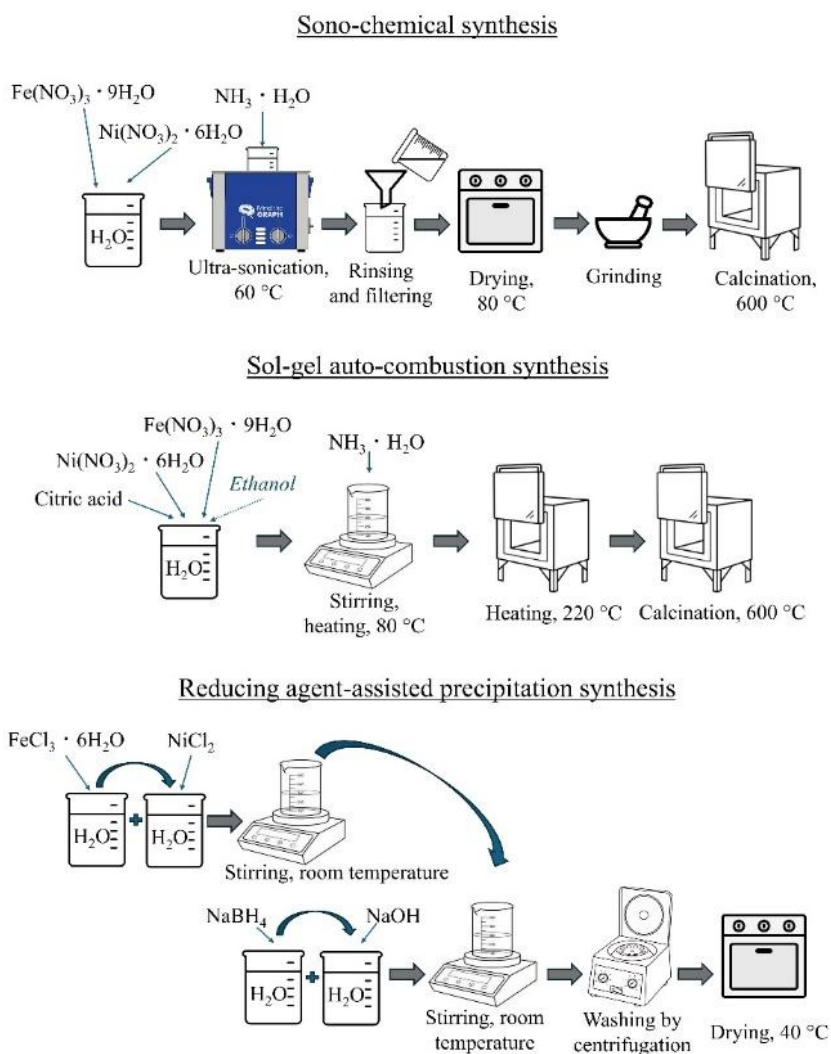 Sono-chemical synthesis
Fe(NO₃)₃ · 9H₂O
NH₃ · H₂O
Ni(NO₃)₂ · 6H₂O
H₂O
GRAPH
Ultra-sonication,
60 °C
Rinsing
and filtering
Drying,
80 °C
Grinding
Calcination,
600 °C
Sol-gel auto-combustion synthesis
Fe(NO₃)₃ · 9H₂O
Ni(NO₃)₂ · 6H₂O
Citric acid
Ethanol
NH₃ · H₂O
H₂O
Stirring,
heating, 80 °C
Heating, 220 °C
Calcination, 600 °C
Reducing agent-assisted precipitation synthesis
FeCl₃ · 6H₂O
NiCl₂
H₂O
+
H₂O
Stirring, room temperature
NaBH₄
NaOH
H₂O
+
H₂O
Stirring, room
temperature
Washing by
centrifugation
Drying, 40 °C